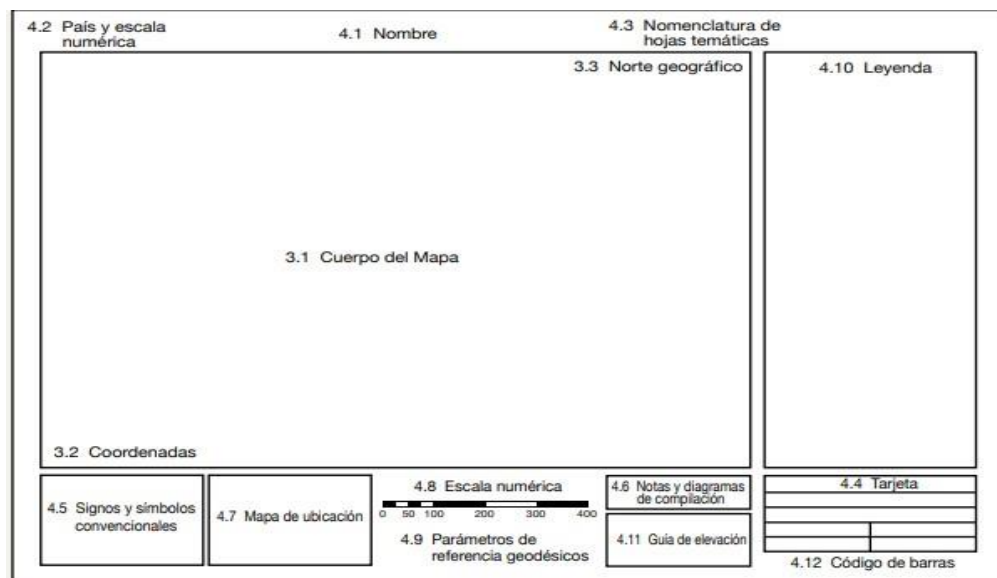 4.2 País y escala
numérica
4.1 Nombre
4.3 Nomenclatura de
hojas temáticas
3.3 Norte geográfico
4.10 Leyenda
3.1 Cuerpo del Mapa
3.2 Coordenadas
4.5 Signos y símbolos
convencionales
4.7 Mapa de ubicación
4.8 Escala numérica
0 50 100 200 300 400
4.9 Parámetros de
referencia geodésicos
4.6 Notas y diagramas
de compilación
4.11 Guía de elevación
4.4 Tarjeta
4.12 Código de barras